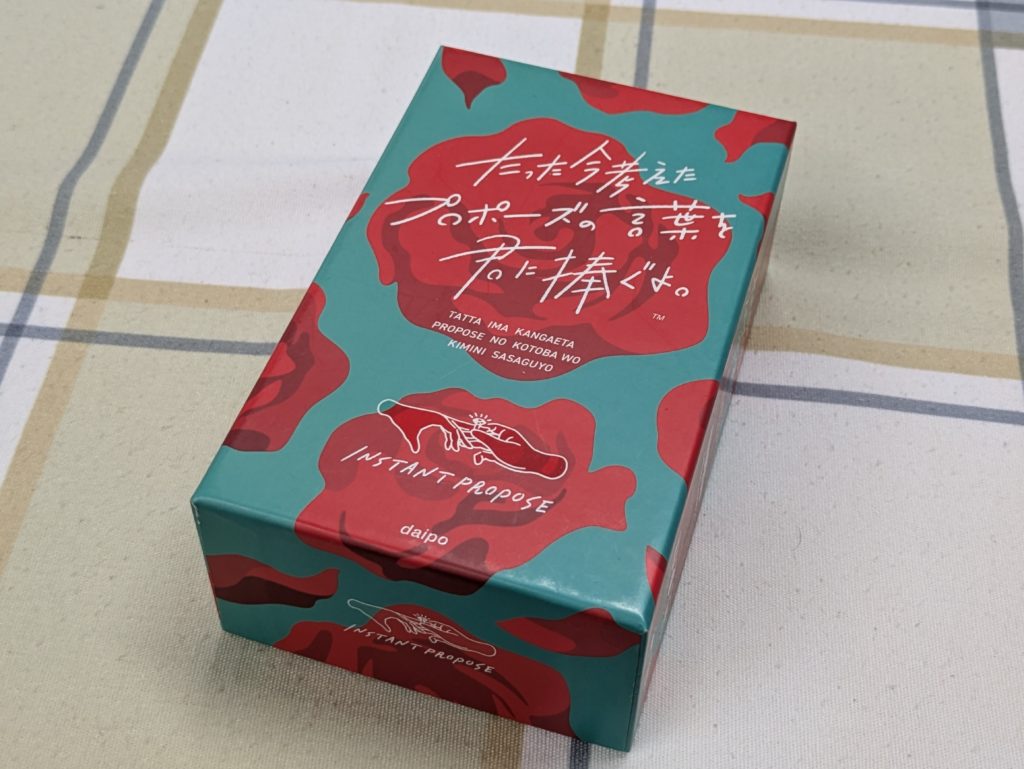 たった今考えた
プロポーズの言葉を
君に捧ぐよ。
TM
TATTA IMA KANGAETA
PROPOSE NO KOTOBA WO
KIMINI SASAGUYO
INSTANT PROPOSE
daipo
INSTANT PROPOSE